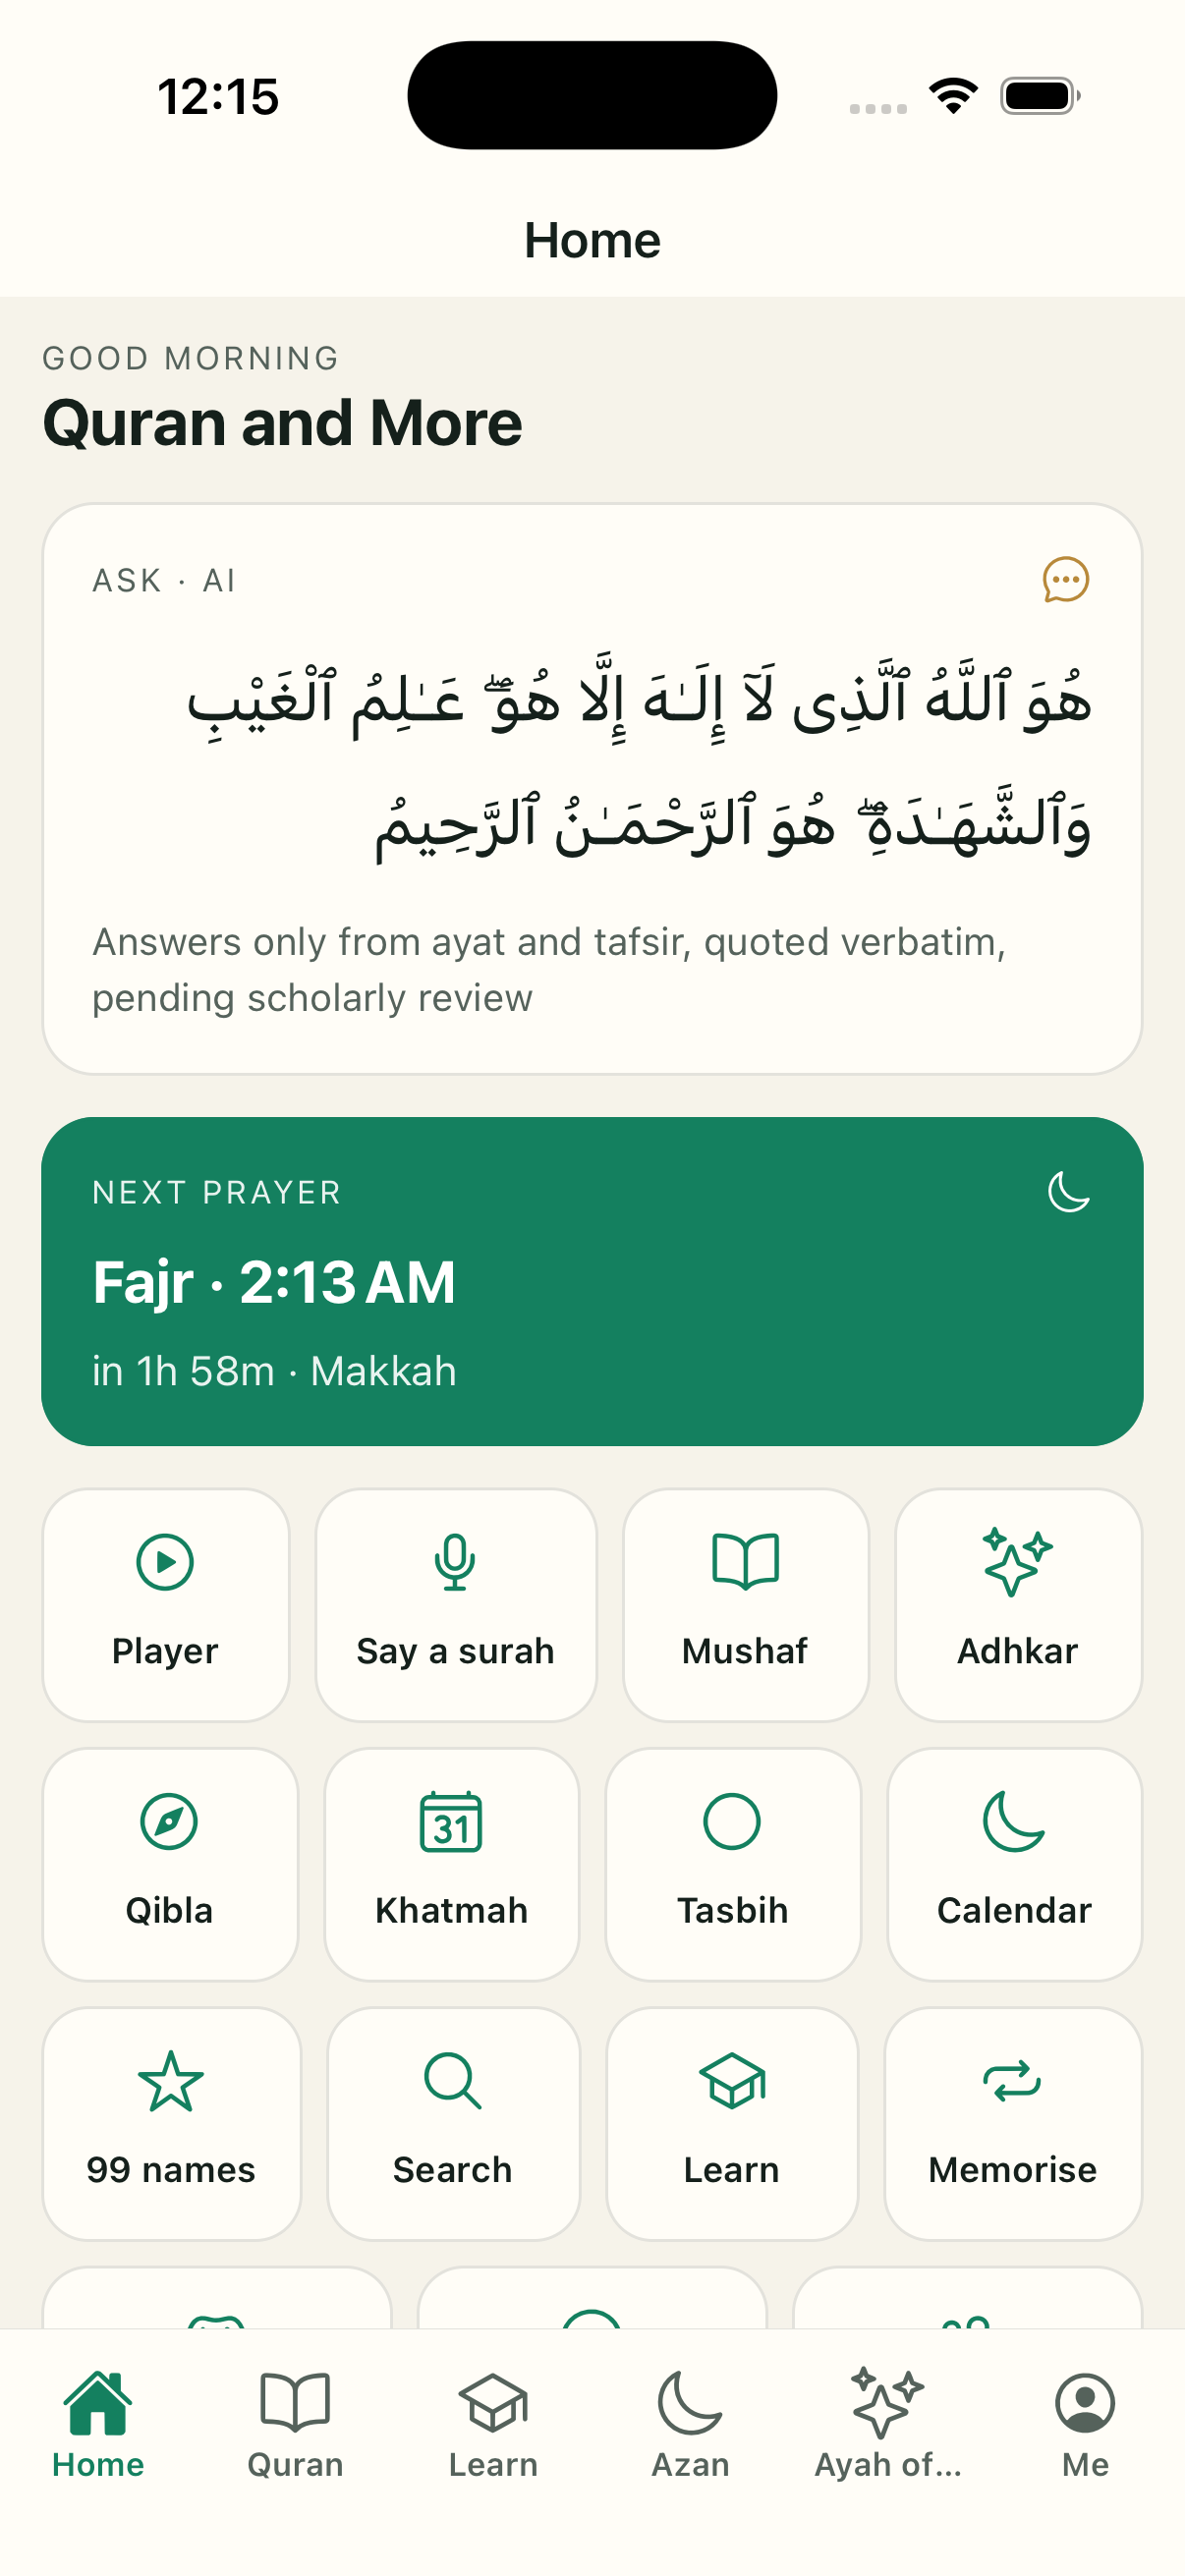 12:15
Home
GOOD MORNING
Quran and More
ASK · AI
هُوَ ٱللَّهُ ٱلَّذِى لَآ إِلَـٰهَ إِلَّا هُوَ ۖ عَـٰلِمُ ٱلْغَيْبِ
وَٱلشَّهَـٰدَةِ ۖ هُوَ ٱلرَّحْمَـٰنُ ٱلرَّحِيمُ
Answers only from ayat and tafsir, quoted verbatim,
pending scholarly review
NEXT PRAYER
Fajr · 2:13 AM
in 1h 58m · Makkah
Player
Say a surah
Mushaf
Adhkar
Qibla
31
Khatmah
Tasbih
Calendar
99 names
Search
Learn
Memorise
Home
Quran
Learn
Azan
Ayah of...
Me